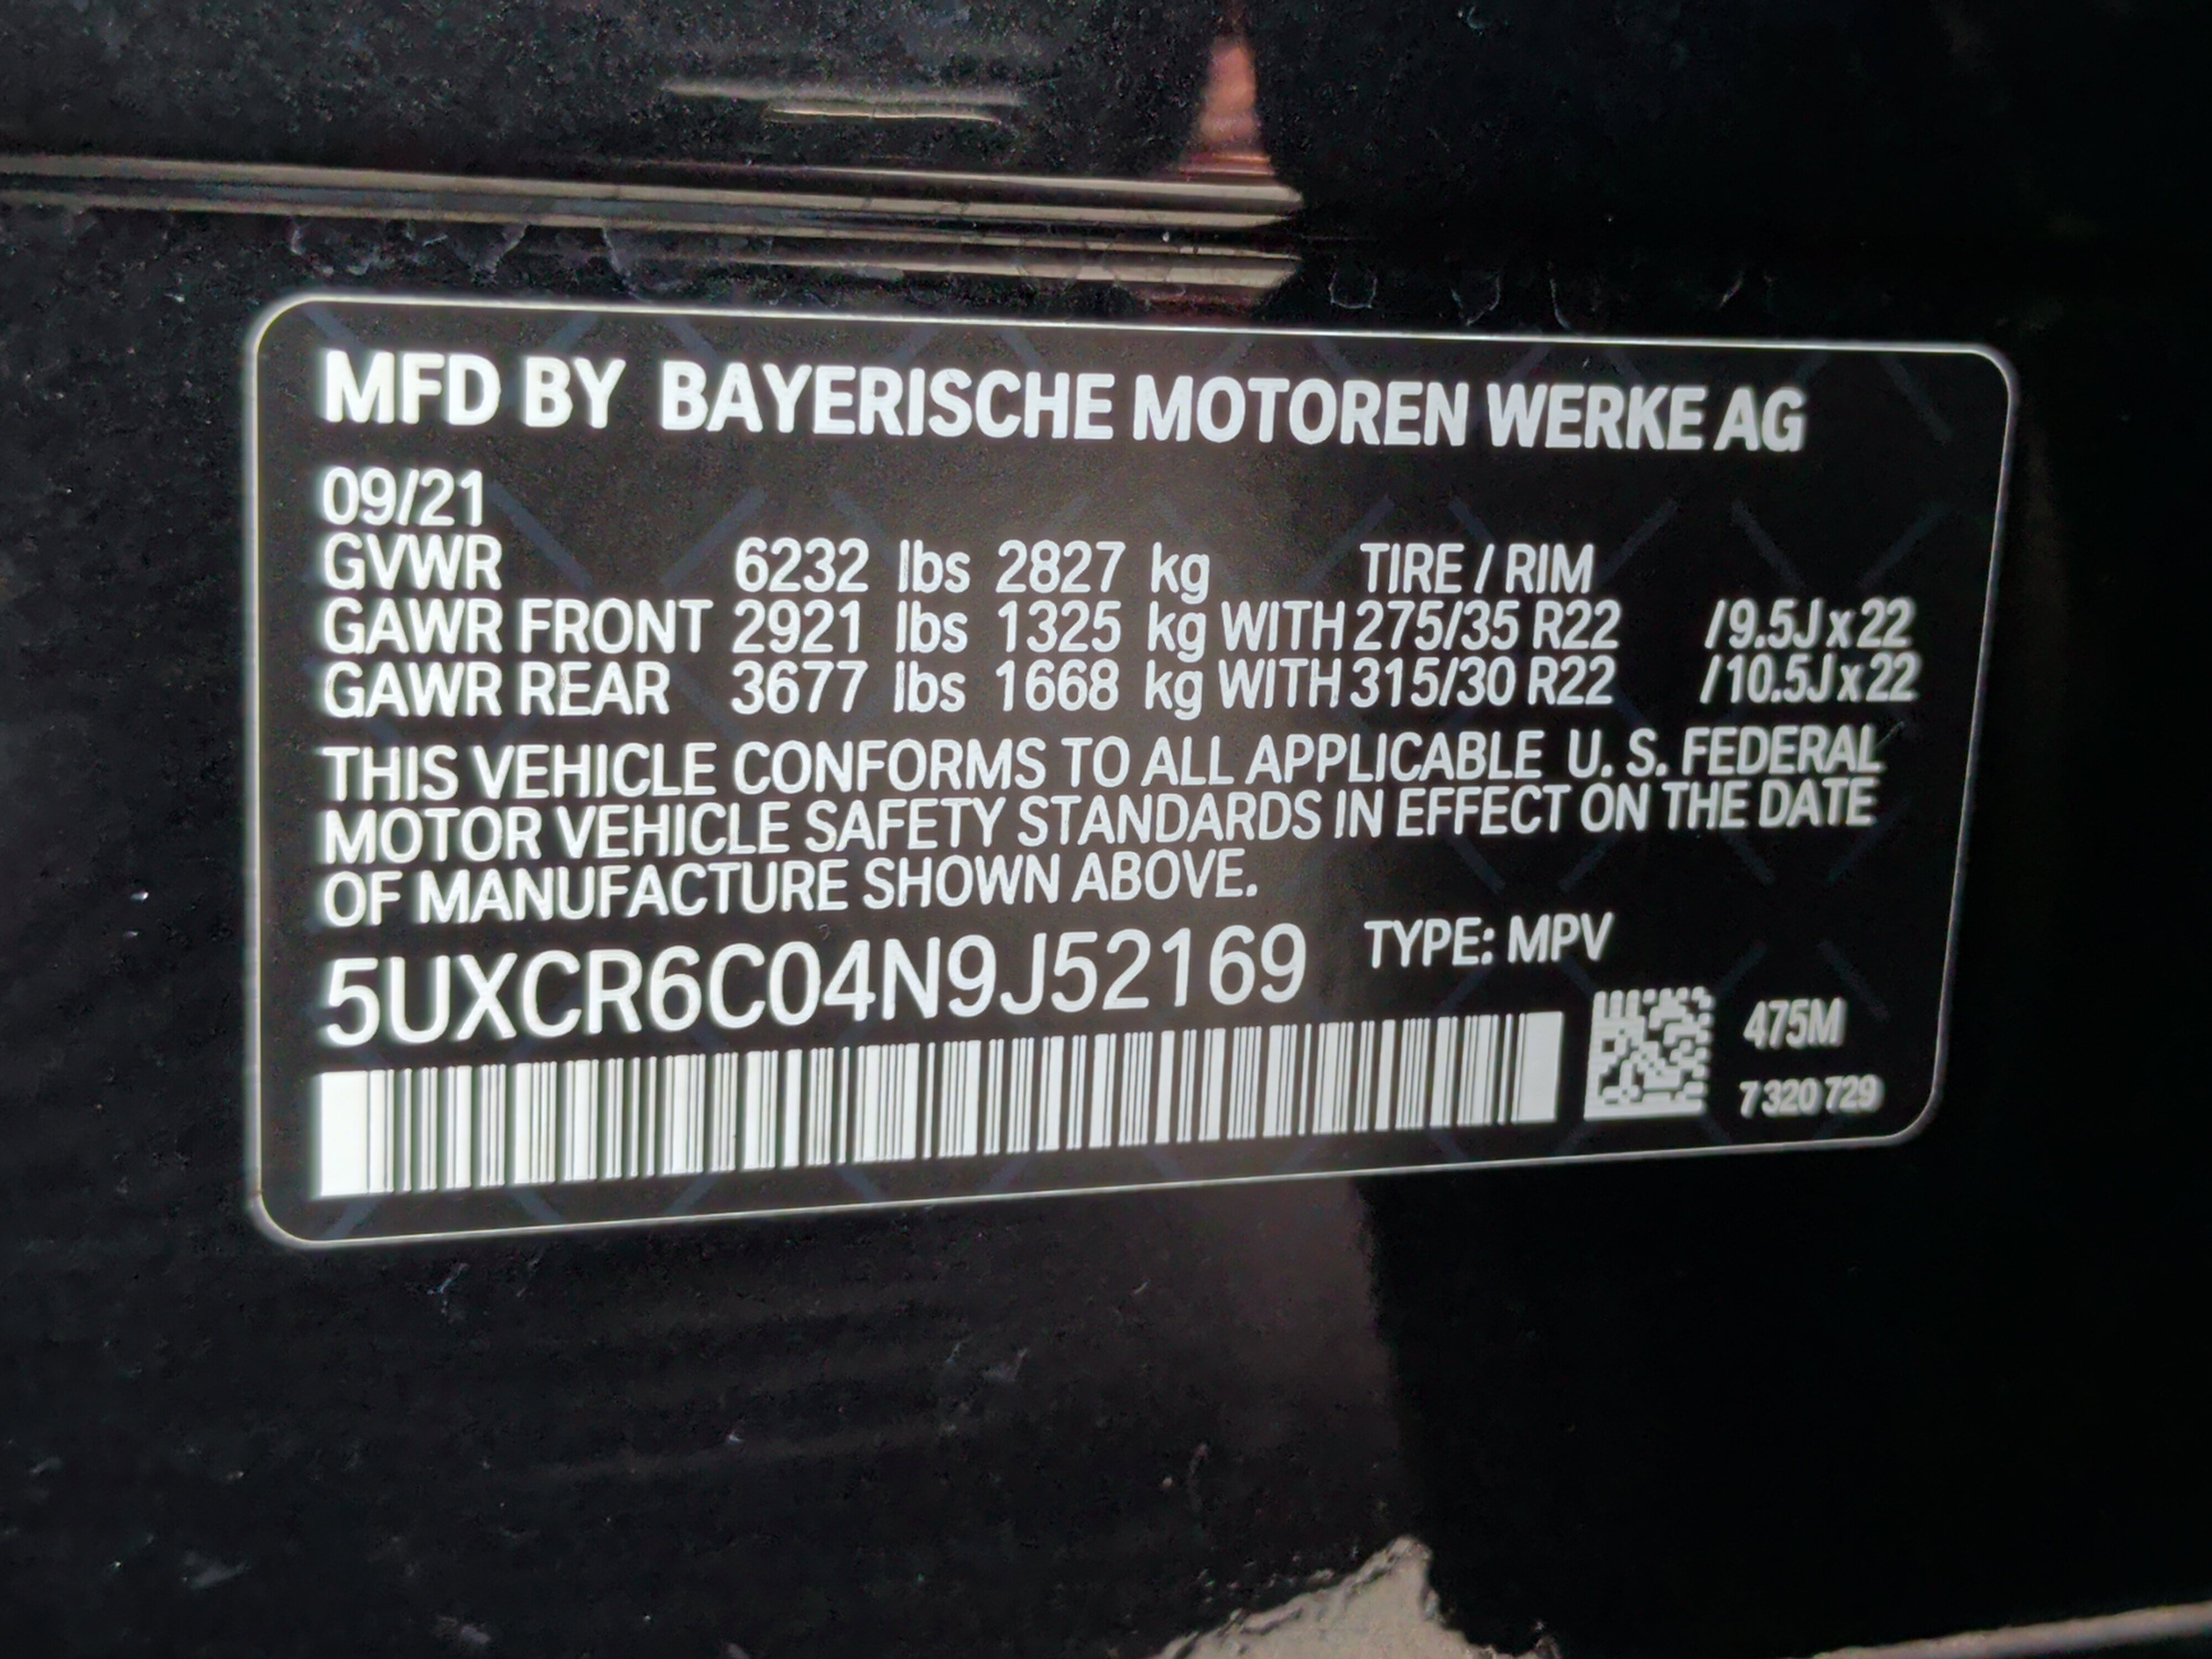 MFD BY BAYERISCHE MOTOREN WERKE AG
09/21
GVWR 6232 lbs 2827 kg TIRE / RIM
GAWR FRONT 2921 lbs 1325 kg WITH 275/35 R22 /9.5J x 22
GAWR REAR 3677 lbs 1668 kg WITH 315/30 R22 /10.5J x 22
THIS VEHICLE CONFORMS TO ALL APPLICABLE U. S. FEDERAL
MOTOR VEHICLE SAFETY STANDARDS IN EFFECT ON THE DATE
OF MANUFACTURE SHOWN ABOVE.
5UXCR6C04N9J52169 TYPE: MPV
475M
7 320 729